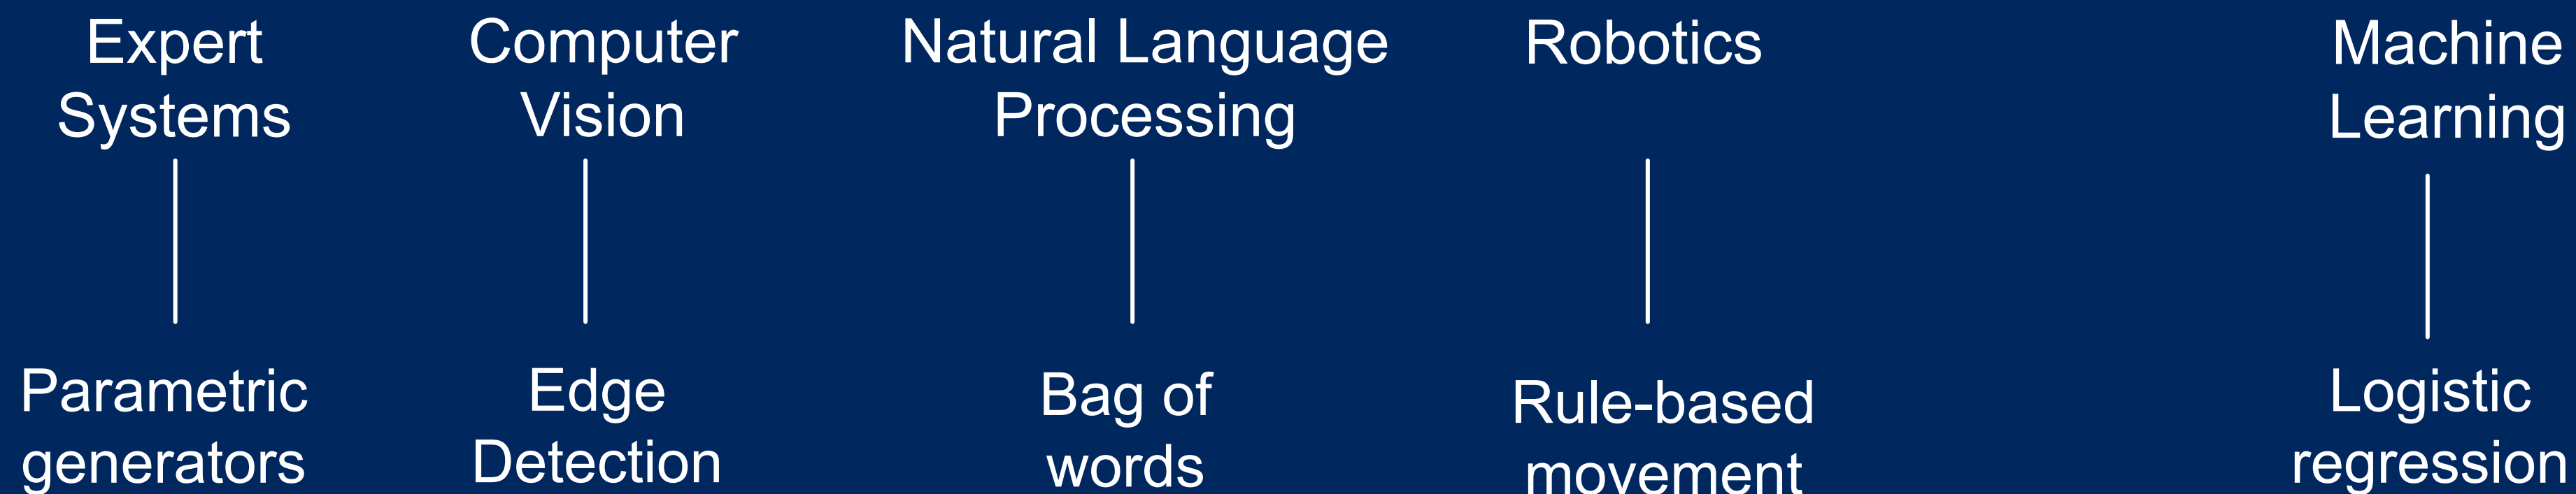 Expert
Systems
Computer
Vision
Natural Language
Processing
Robotics
Machine
Learning
Parametric
generators
Edge
Detection
Bag of
words
Rule-based
movement
Logistic
regression